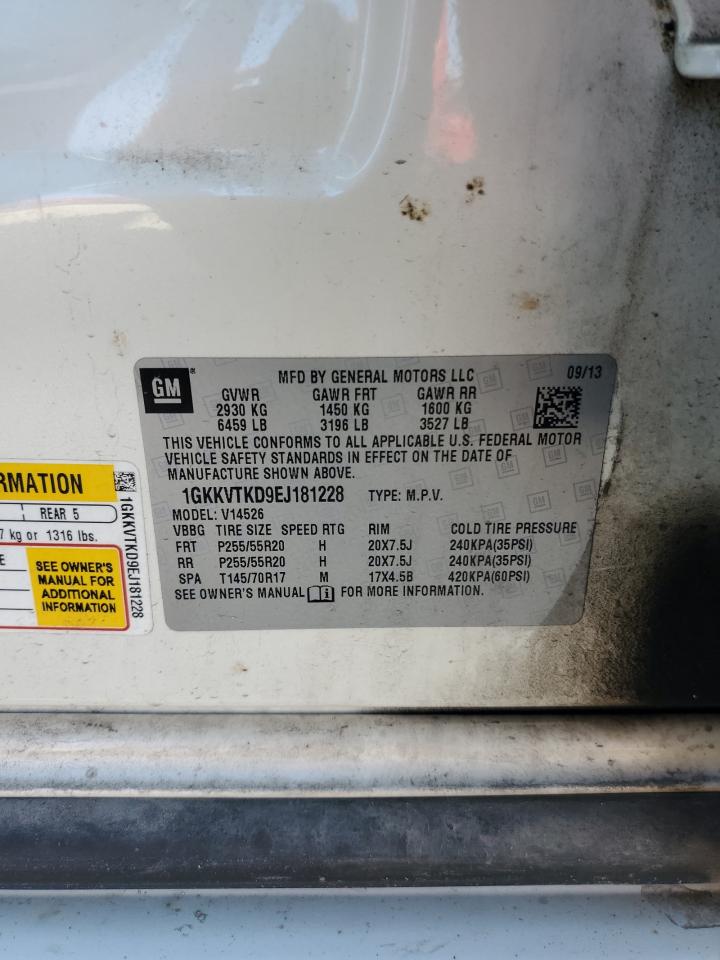 GM
MFD BY GENERAL MOTORS LLC 09/13
GVWR GAWR FRT GAWR RR
2930 KG 1450 KG 1600 KG
6459 LB 3196 LB 3527 LB
THIS VEHICLE CONFORMS TO ALL APPLICABLE U.S. FEDERAL MOTOR
VEHICLE SAFETY STANDARDS IN EFFECT ON THE DATE OF
MANUFACTURE SHOWN ABOVE.
1GKKVTKD9EJ181228 TYPE: M.P.V.
MODEL: V14526
VBBG TIRE SIZE SPEED RTG RIM COLD TIRE PRESSURE
FRT P255/55R20 H 20X7.5J 240KPA(35PSI)
RR P255/55R20 H 20X7.5J 240KPA(35PSI)
SPA T145/70R17 M 17X4.5B 420KPA(60PSI)
SEE OWNER'S MANUAL i FOR MORE INFORMATION.
RMATION
REAR 5
7 kg or 1316 lbs.
E
SEE OWNER'S
MANUAL FOR
ADDITIONAL
INFORMATION
1GKKVTKD9EJ181228